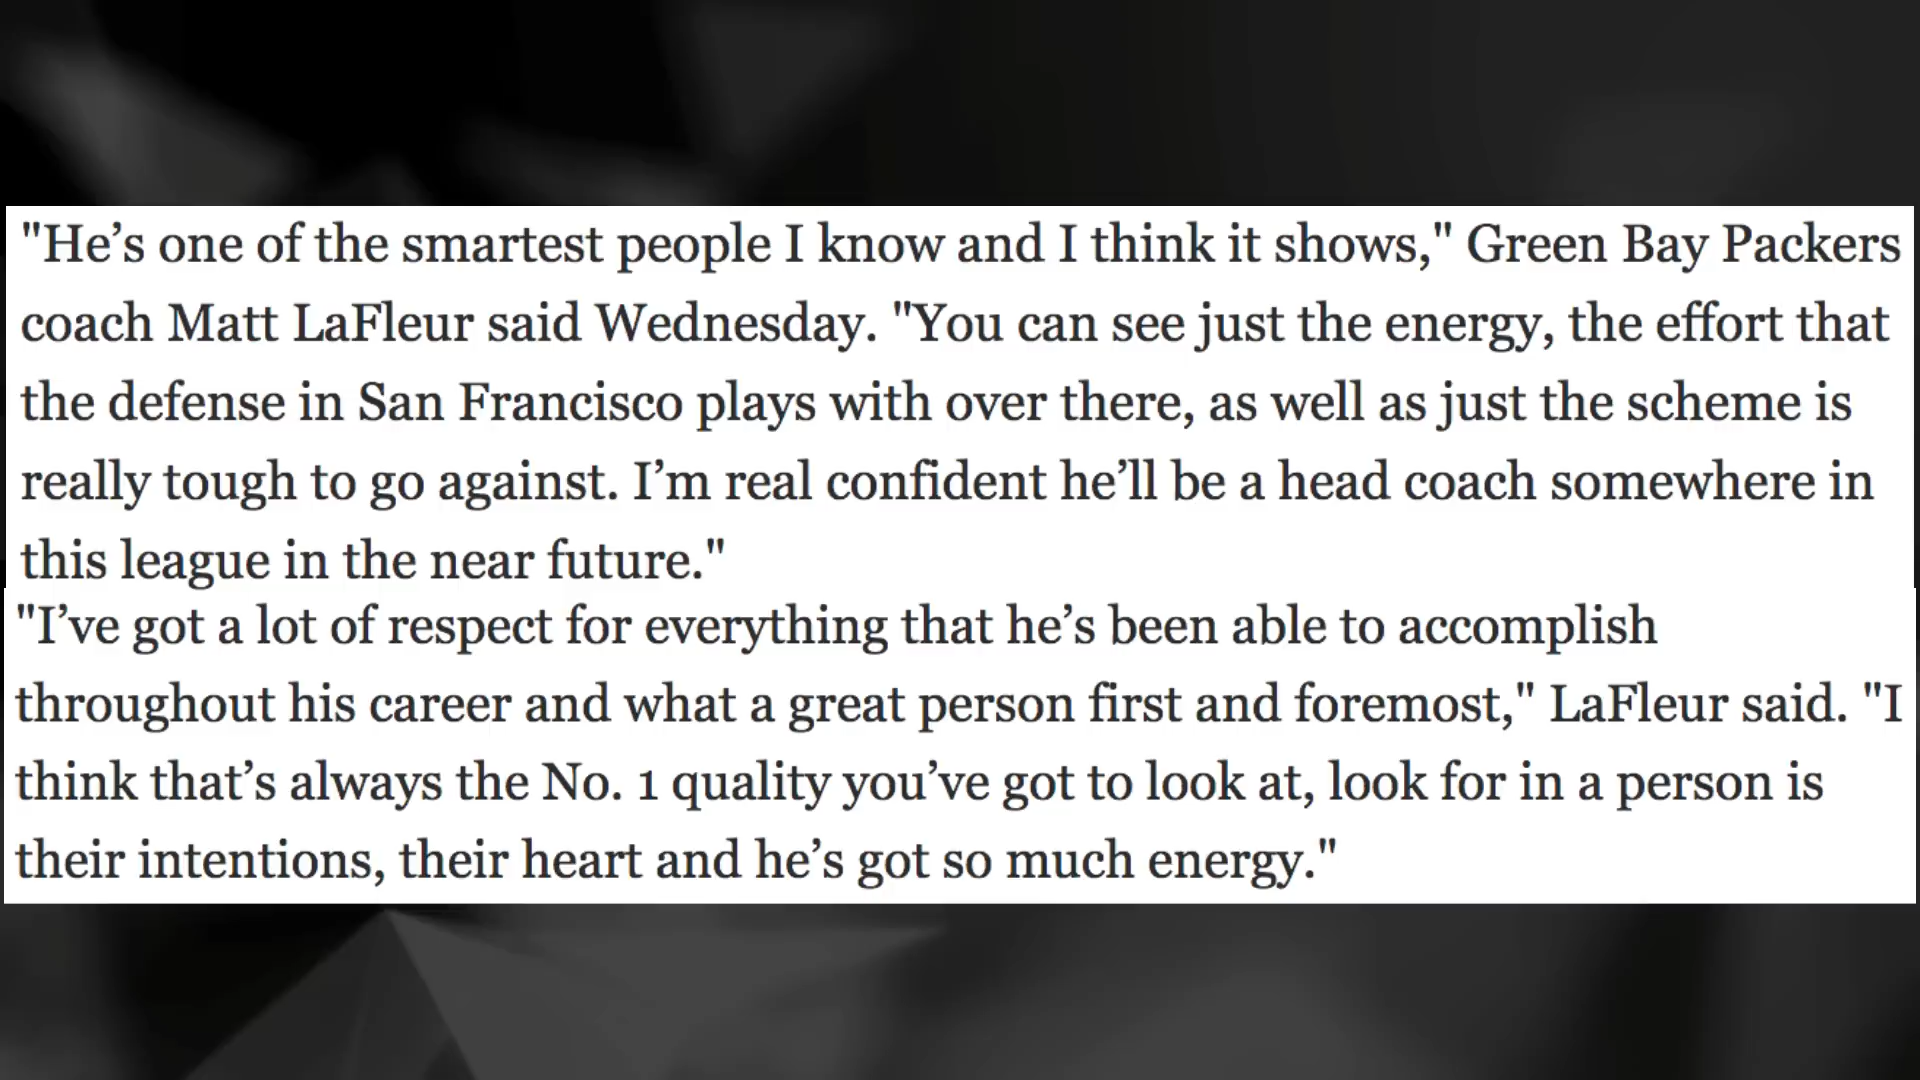 "He’s one of the smartest people I know and I think it shows," Green Bay Packers
coach Matt LaFleur said Wednesday. "You can see just the energy, the effort that
the defense in San Francisco plays with over there, as well as just the scheme is
really tough to go against. I’m real confident he’ll be a head coach somewhere in
this league in the near future."
"I’ve got a lot of respect for everything that he’s been able to accomplish
throughout his career and what a great person first and foremost," LaFleur said. "I
think that’s always the No. 1 quality you’ve got to look at, look for in a person is
their intentions, their heart and he’s got so much energy."